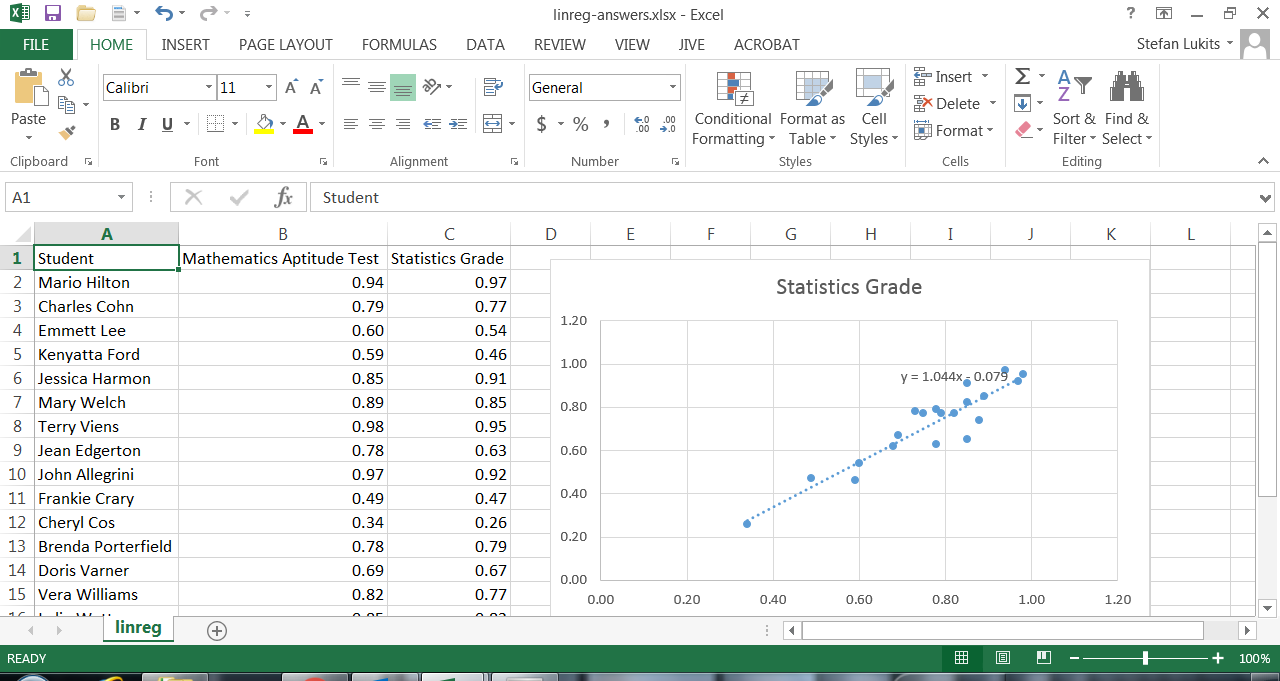 linreg-answers.xlsx - Excel
?
FILE HOME INSERT PAGE LAYOUT FORMULAS DATA REVIEW VIEW JIVE ACROBAT Stefan Lukits
Calibri 11 A A General Insert Σ A Z
Paste B I U A $ % , .0 .00 .00 .0 Conditional Formatting Format as Table Cell Styles Delete Format Sort & Filter Find & Select
Clipboard Font Alignment Number Styles Cells Editing
A1 fx Student
A B C D E F G H I J K L
1 Student Mathematics Aptitude Test Statistics Grade
2 Mario Hilton 0.94 0.97
3 Charles Cohn 0.79 0.77
4 Emmett Lee 0.60 0.54
5 Kenyatta Ford 0.59 0.46
6 Jessica Harmon 0.85 0.91
7 Mary Welch 0.89 0.85
8 Terry Viens 0.98 0.95
9 Jean Edgerton 0.78 0.63
10 John Allegrini 0.97 0.92
11 Frankie Crary 0.49 0.47
12 Cheryl Cos 0.34 0.26
13 Brenda Porterfield 0.78 0.79
14 Doris Varner 0.69 0.67
15 Vera Williams 0.82 0.77
Statistics Grade
1.20
1.00
y = 1.044x - 0.079
0.80
0.60
0.40
0.20
0.00
0.00 0.20 0.40 0.60 0.80 1.00 1.20
linreg
READY 100%